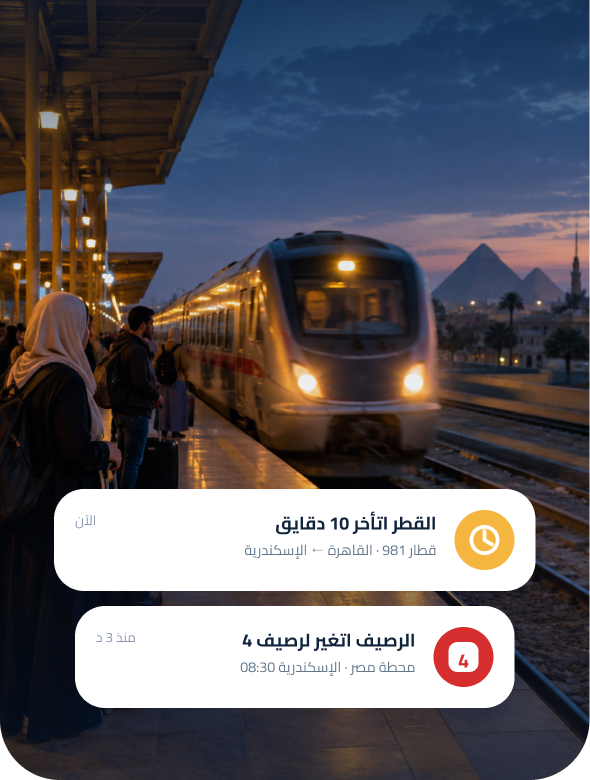 القطر اتأخر 10 دقايق
الآن
قطار 981 · القاهرة ← الإسكندرية
الرصيف اتغير لرصيف 4
منذ 3 د
4
محطة مصر · الإسكندرية 08:30